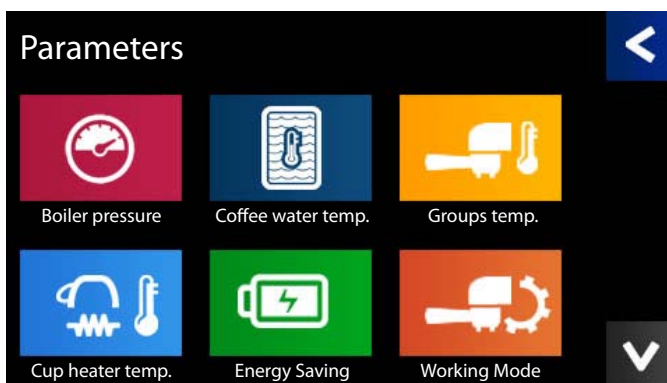 Parameters
Boiler pressure
Coffee water temp.
Groups temp.
Cup heater temp.
Energy Saving
Working Mode